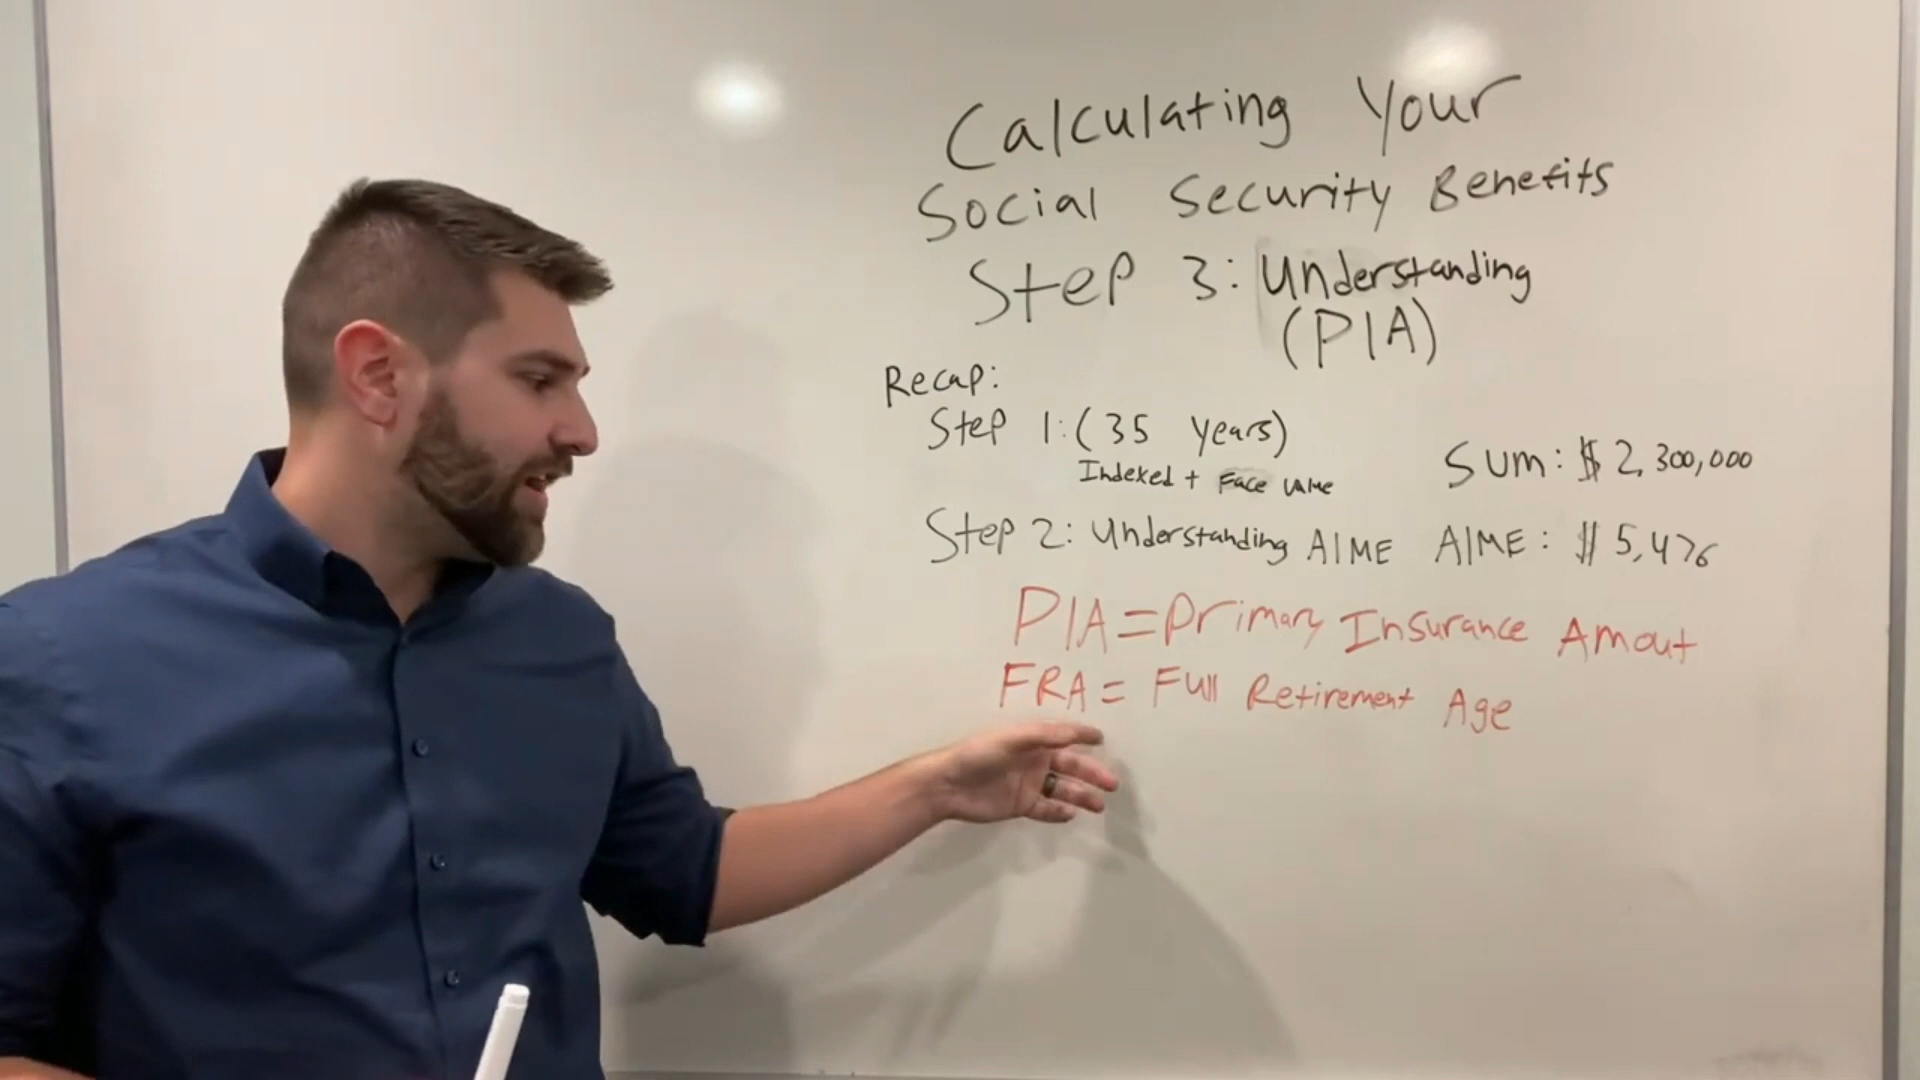 Calculating Your
Social Security Benefits
Step 3: Understanding
(PIA)
Recap:
Step 1: (35 years)
Indexed + Face value
Sum: $ 2,300,000
Step 2: Understanding AIME AIME: $ 5,476
PIA = Primary Insurance Amout
FRA = Full Retirement Age